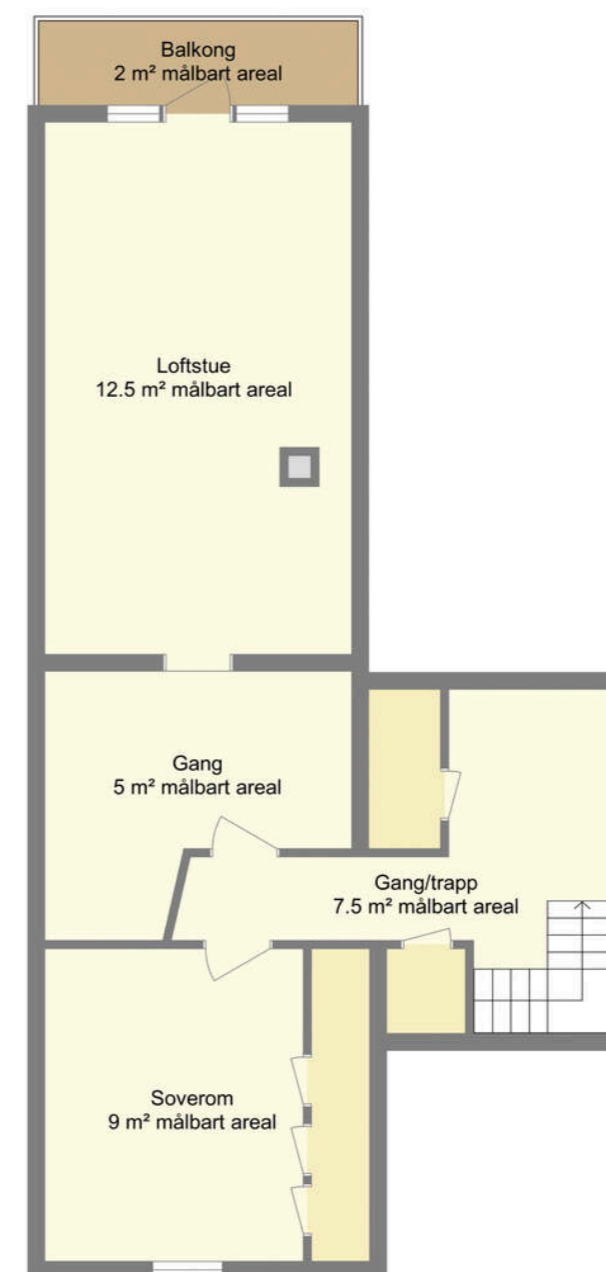 Balkong
2 m² målbart areal
Loftstue
12.5 m² målbart areal
Gang
5 m² målbart areal
Gang/trapp
7.5 m² målbart areal
Soverom
9 m² målbart areal